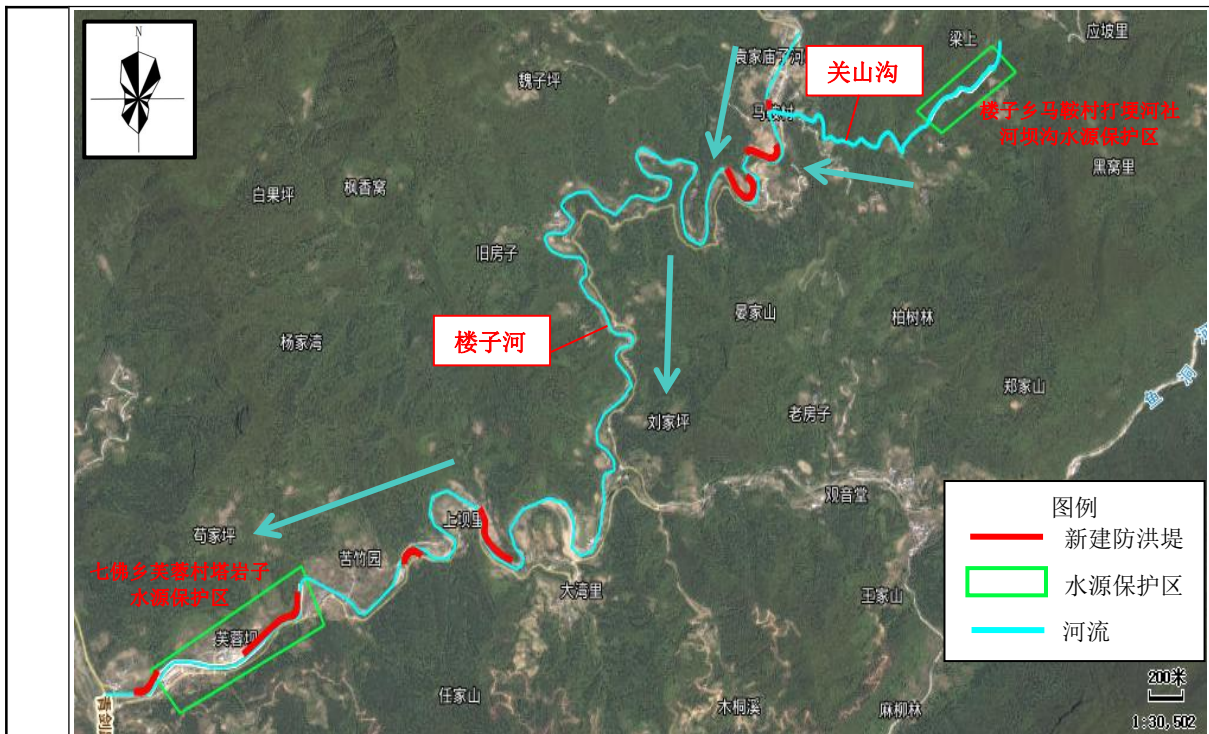 N
应坡里
梁上
袁家庙子河
关山沟
魏子坪
楼子乡马鞍村打埂河社
河坝沟水源保护区
马鞍村
黑窝里
枫香窝
白果坪
旧房子
晏家山
柏树林
楼子河
杨家湾
郑家山
鱼洞河
刘家坪
老房子
观音堂
图例
新建防洪堤
水源保护区
河流
上坝里
荀家坪
苦竹园
七佛乡芙蓉村塔岩子
水源保护区
大湾里
王家山
芙蓉坝
任家山
木桐溪
麻柳林
200米
1:30,502